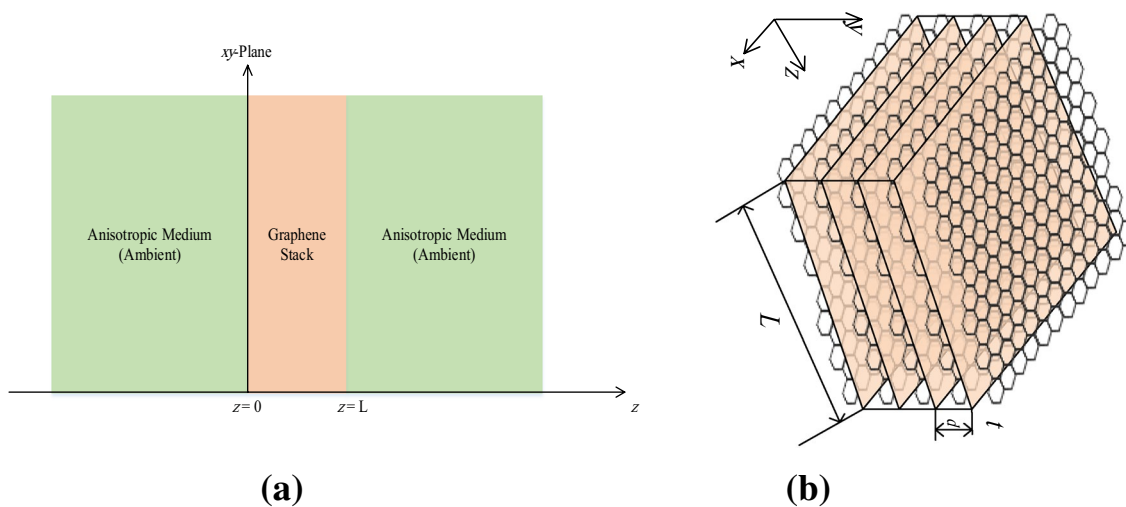 xy-Plane
Anisotropic Medium
(Ambient)
Graphene
Stack
Anisotropic Medium
(Ambient)
z = 0
z = L
z
(a)
y
x
z
L
d
t
(b)